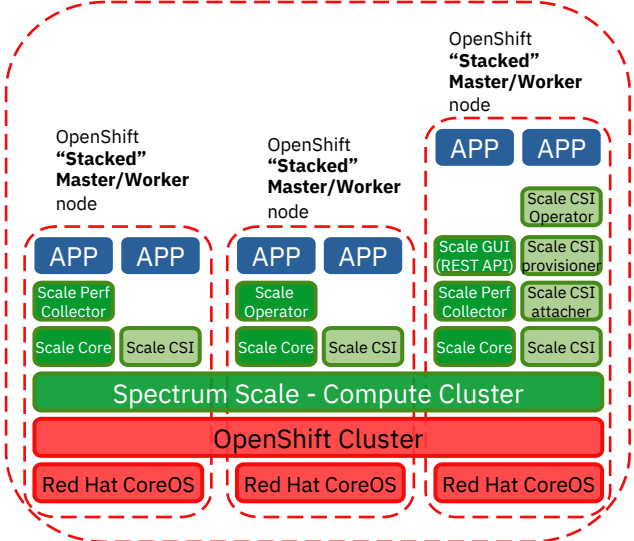 OpenShift
“Stacked”
Master/Worker
node
OpenShift
“Stacked”
Master/Worker
node
OpenShift
“Stacked”
Master/Worker
node
APP APP
Scale CSI
Operator
APP APP
APP APP
Scale GUI
(REST API)
Scale CSI
provisioner
Scale Perf
Collector
Scale
Operator
Scale Perf
Collector
Scale CSI
attacher
Scale Core Scale CSI
Scale Core Scale CSI
Scale Core Scale CSI
Spectrum Scale - Compute Cluster
OpenShift Cluster
Red Hat CoreOS
Red Hat CoreOS
Red Hat CoreOS